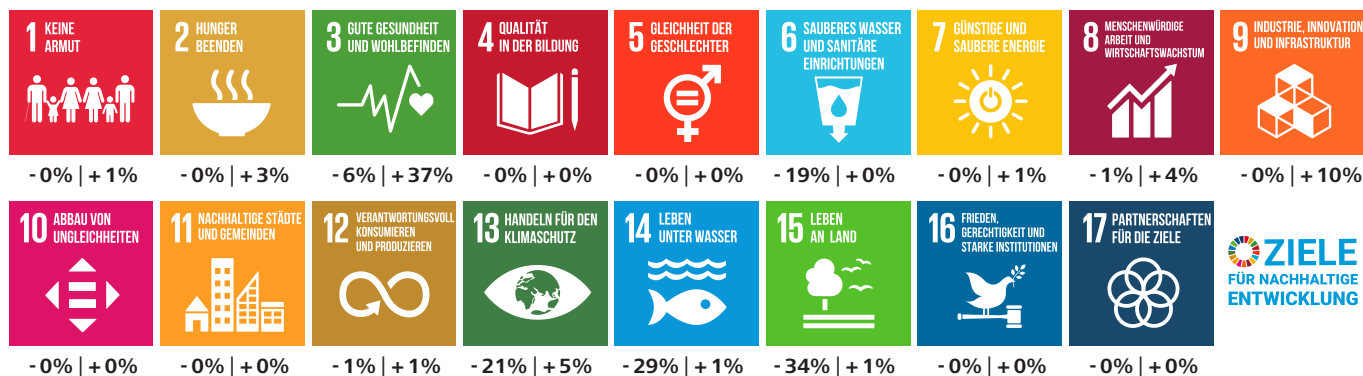 1 KEINE
ARMUT
2 HUNGER
BEENDEN
3 GUTE GESUNDHEIT
UND WOHLBEFINDEN
4 QUALITÄT
IN DER BILDUNG
5 GLEICHHEIT DER
GESCHLECHTER
6 SAUBERES WASSER
UND SANITÄRE
EINRICHTUNGEN
7 GÜNSTIGE UND
SAUBERE ENERGIE
8 MENSCHENWÜRDIGE
ARBEIT UND
WIRTSCHAFTSWACHSTUM
9 INDUSTRIE, INNOVATION
UND INFRASTRUKTUR
-0% | +1%
-0% | +3%
-6% | +37%
-0% | +0%
-0% | +0%
-19% | +0%
-0% | +1%
-1% | +4%
-0% | +10%
10 ABBAU VON
UNGLEICHHEITEN
11 NACHHALTIGE STÄDTE
UND GEMEINDEN
12 VERANTWORTUNGSVOLL
KONSUMIEREN
UND PRODUZIEREN
13 HANDELN FÜR DEN
KLIMASCHUTZ
14 LEBEN
UNTER WASSER
15 LEBEN
AN LAND
16 FRIEDEN,
GERECHTIGKEIT UND
STARKE INSTITUTIONEN
17 PARTNERSCHAFTEN
FÜR DIE ZIELE
ZIELE
FÜR NACHHALTIGE
ENTWICKLUNG
-0% | +0%
-0% | +0%
-1% | +1%
-21% | +5%
-29% | +1%
-34% | +1%
-0% | +0%
-0% | +0%